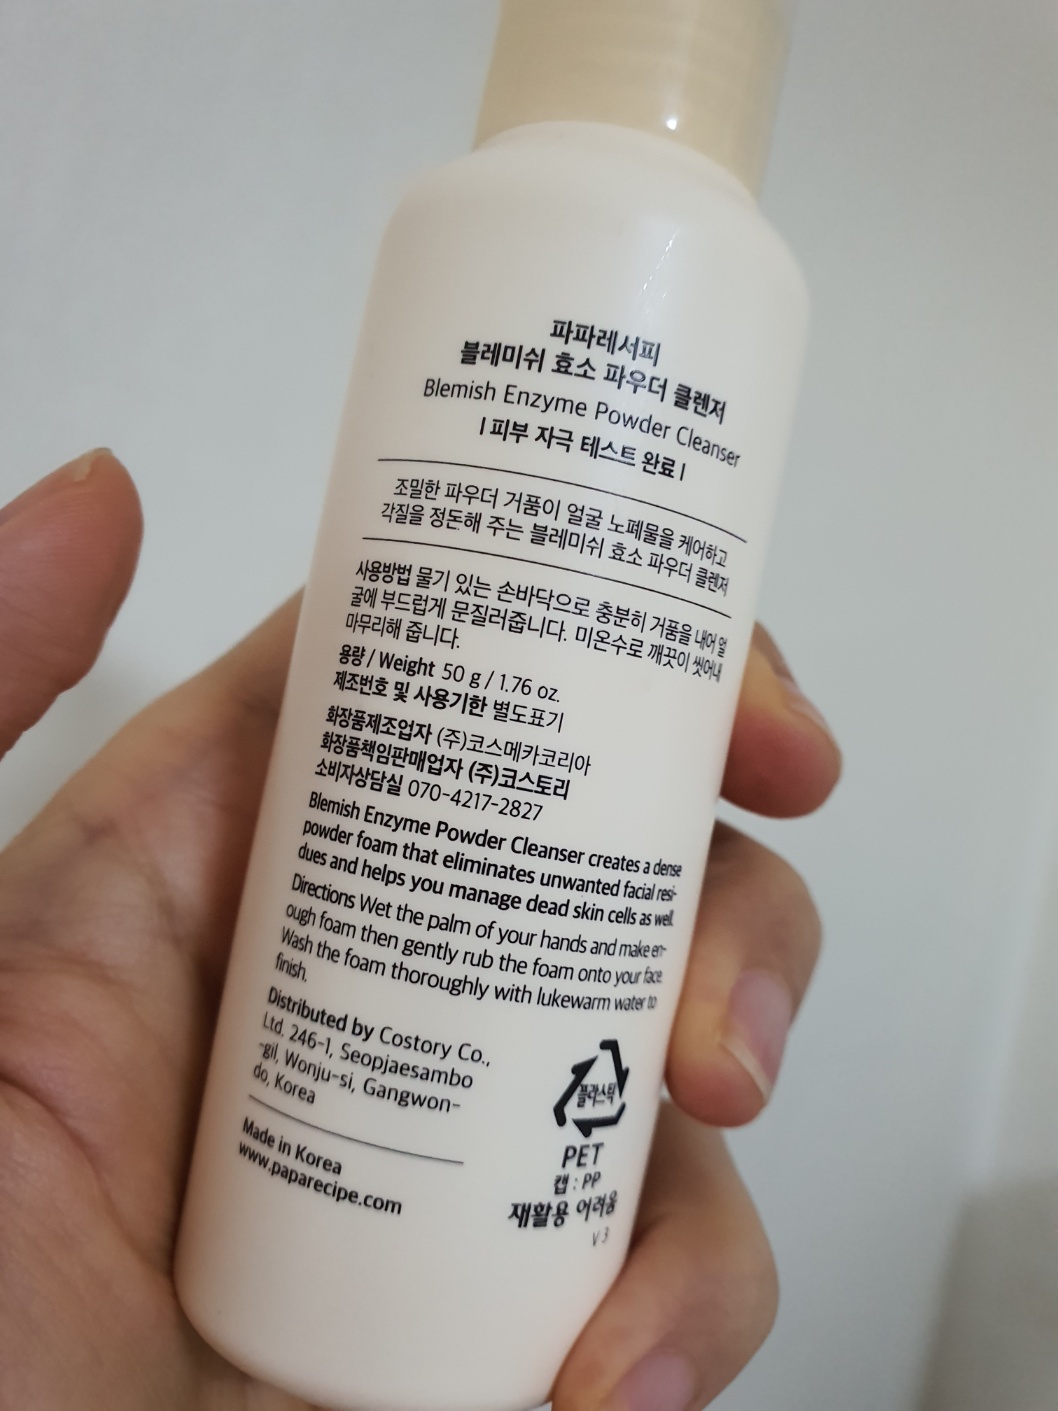 파파레서피
블레미쉬 효소 파우더 클렌저
Blemish Enzyme Powder Cleanser
I 피부 자극 테스트 완료 I
조밀한 파우더 거품이 얼굴 노폐물을 케어하고
각질을 정돈해 주는 블레미쉬 효소 파우더 클렌저
사용방법 물기 있는 손바닥으로 충분히 거품을 내어 얼
굴에 부드럽게 문질러줍니다. 미온수로 깨끗이 씻어내
마무리해 줍니다.
용량 / Weight 50 g / 1.76 oz.
제조번호 및 사용기한 별도표기
화장품제조업자 (주)코스메카코리아
화장품책임판매업자 (주)코스토리
소비자상담실 070-4217-2827
Blemish Enzyme Powder Cleanser creates a dense
powder foam that eliminates unwanted facial resi-
dues and helps you manage dead skin cells as well.
Directions Wet the palm of your hands and make en-
ough foam then gently rub the foam onto your face.
Wash the foam thoroughly with lukewarm water to
finish.
Distributed by Costory Co.,
Ltd. 246-1, Seopjaesambo
-gil, Wonju-si, Gangwon-
do, Korea
Made in Korea
www.paparecipe.com
플라스틱
PET
캡 : PP
재활용 어려움
V 3